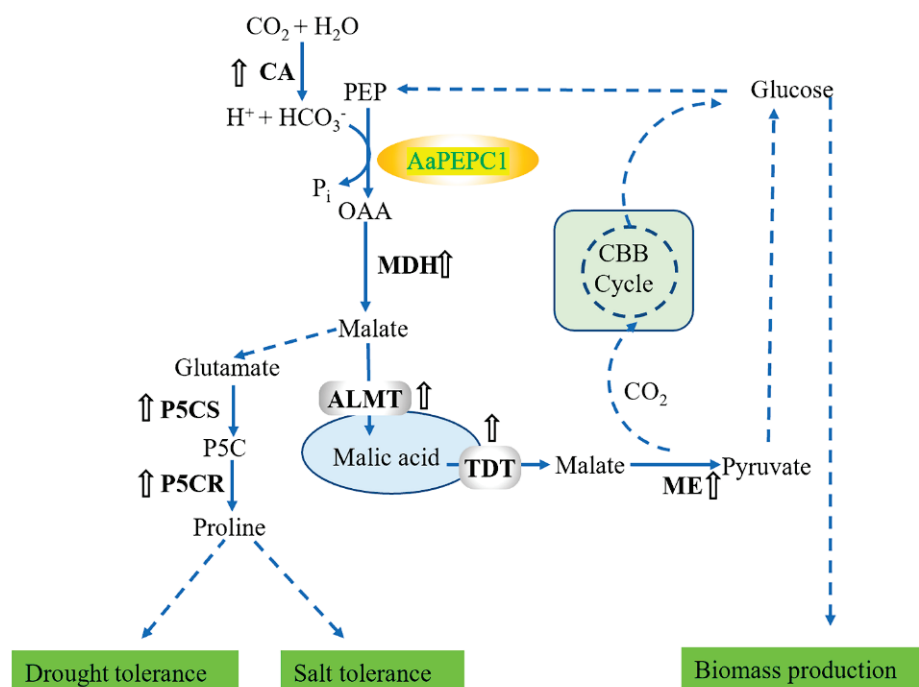 CO₂ + H₂O
⇧ CA
PEP
Glucose
H⁺ + HCO₃⁻
AaPEPC1
Pᵢ
OAA
CBB
Cycle
MDH⇧
Malate
Glutamate
CO₂
ALMT ⇧
⇧ P5CS
⇧
P5C
Malic acid
TDT
Malate
Pyruvate
⇧ P5CR
ME⇧
Proline
Drought tolerance
Salt tolerance
Biomass production